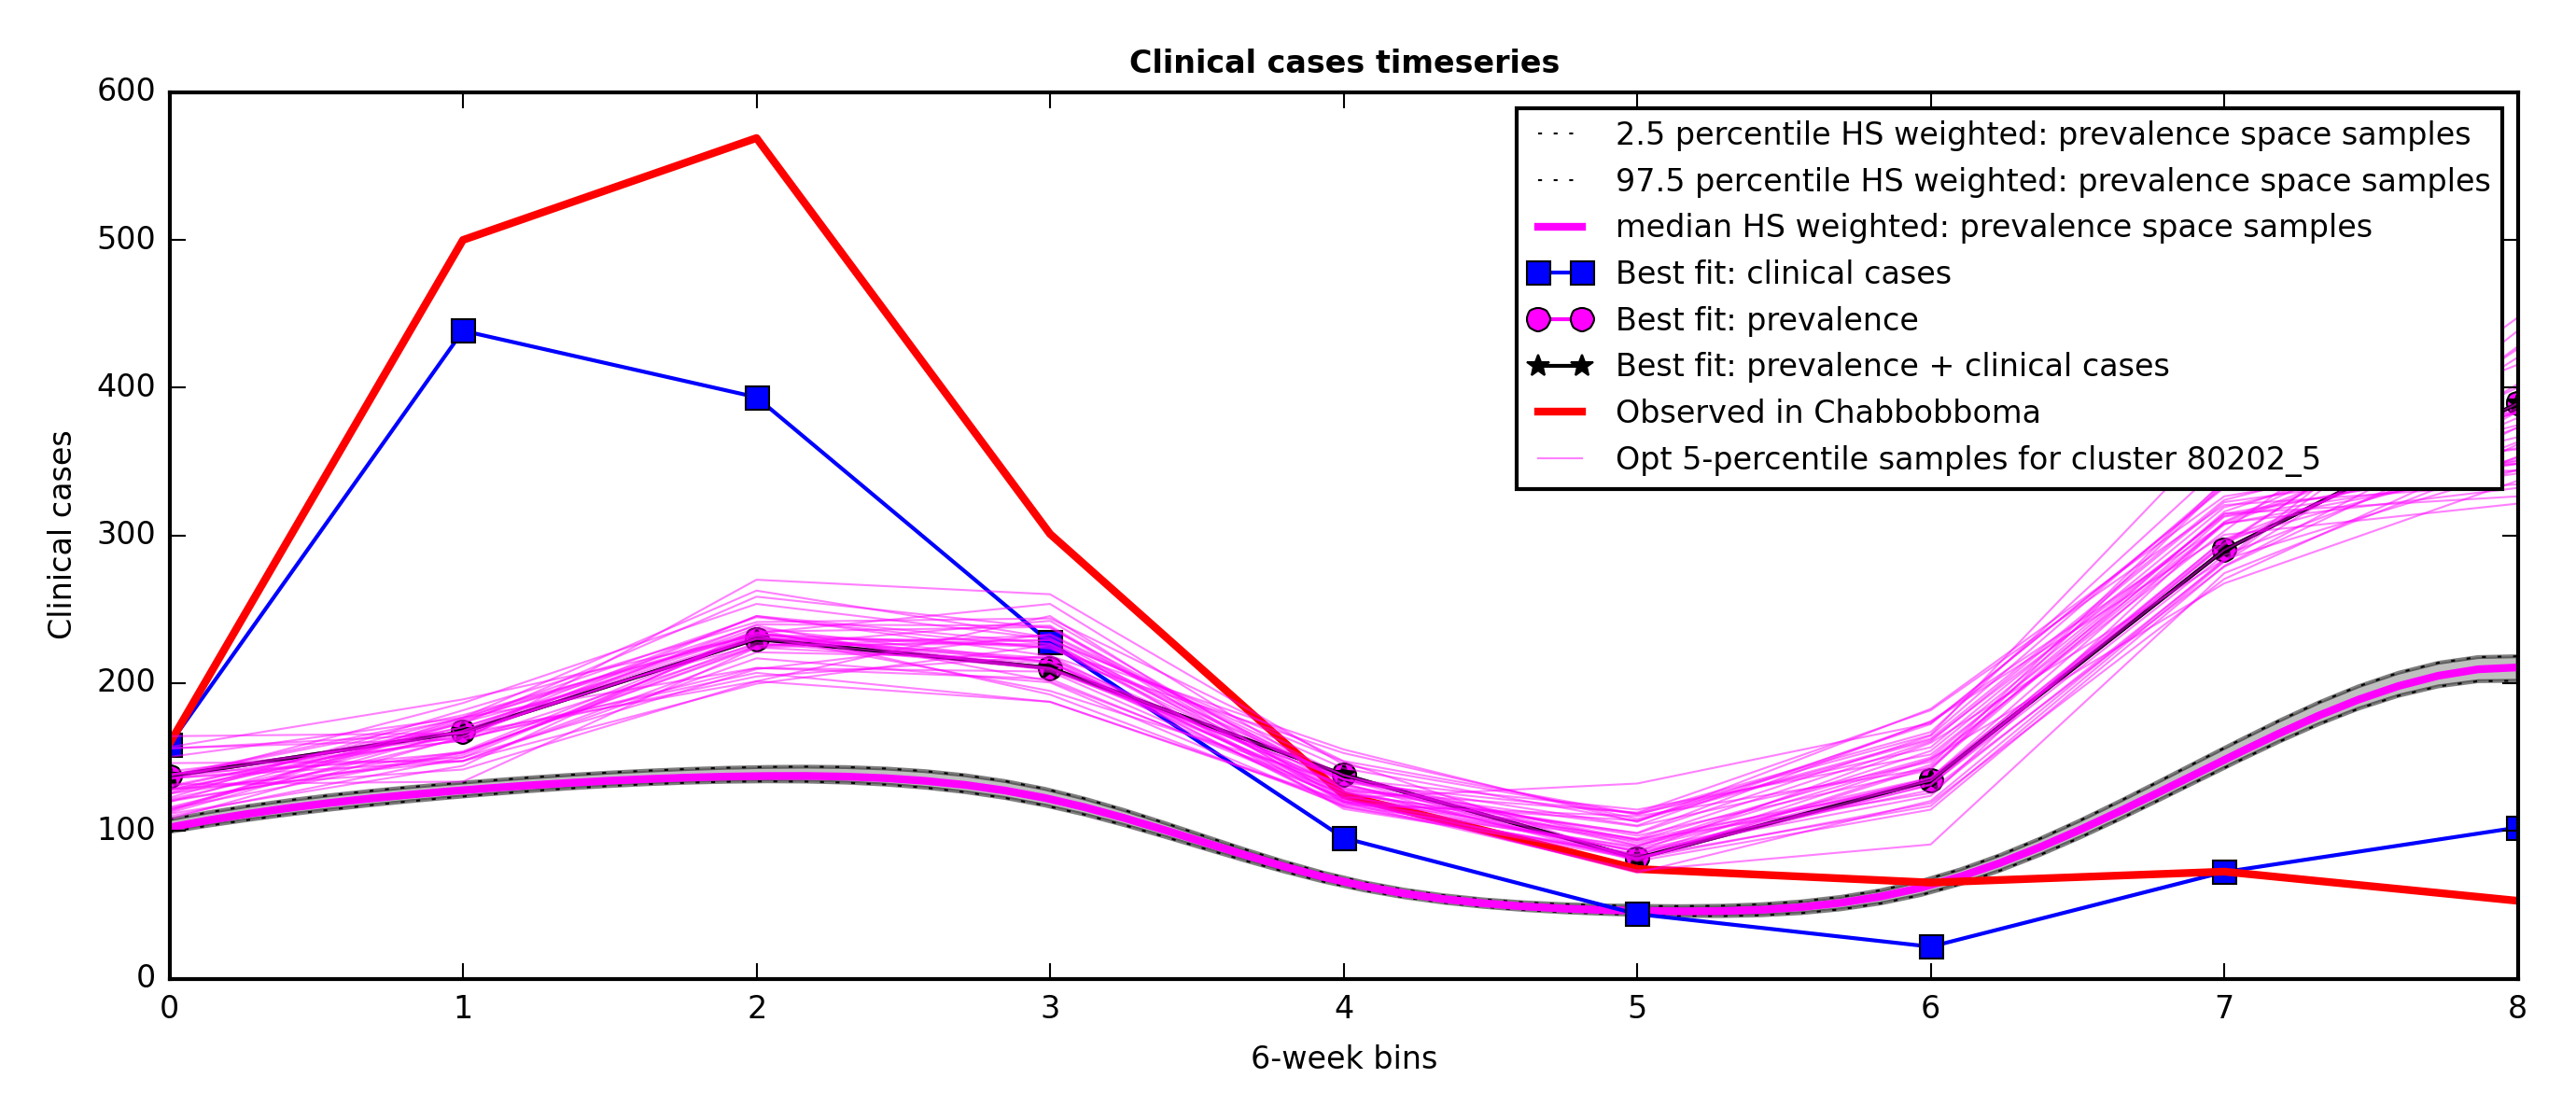 Clinical cases timeseries
600
500
400
300
200
100
0
Clinical cases
2.5 percentile HS weighted: prevalence space samples
97.5 percentile HS weighted: prevalence space samples
median HS weighted: prevalence space samples
Best fit: clinical cases
Best fit: prevalence
Best fit: prevalence + clinical cases
Observed in Chabbobboma
Opt 5-percentile samples for cluster 80202_5
0 1 2 3 4 5 6 7 8
6-week bins